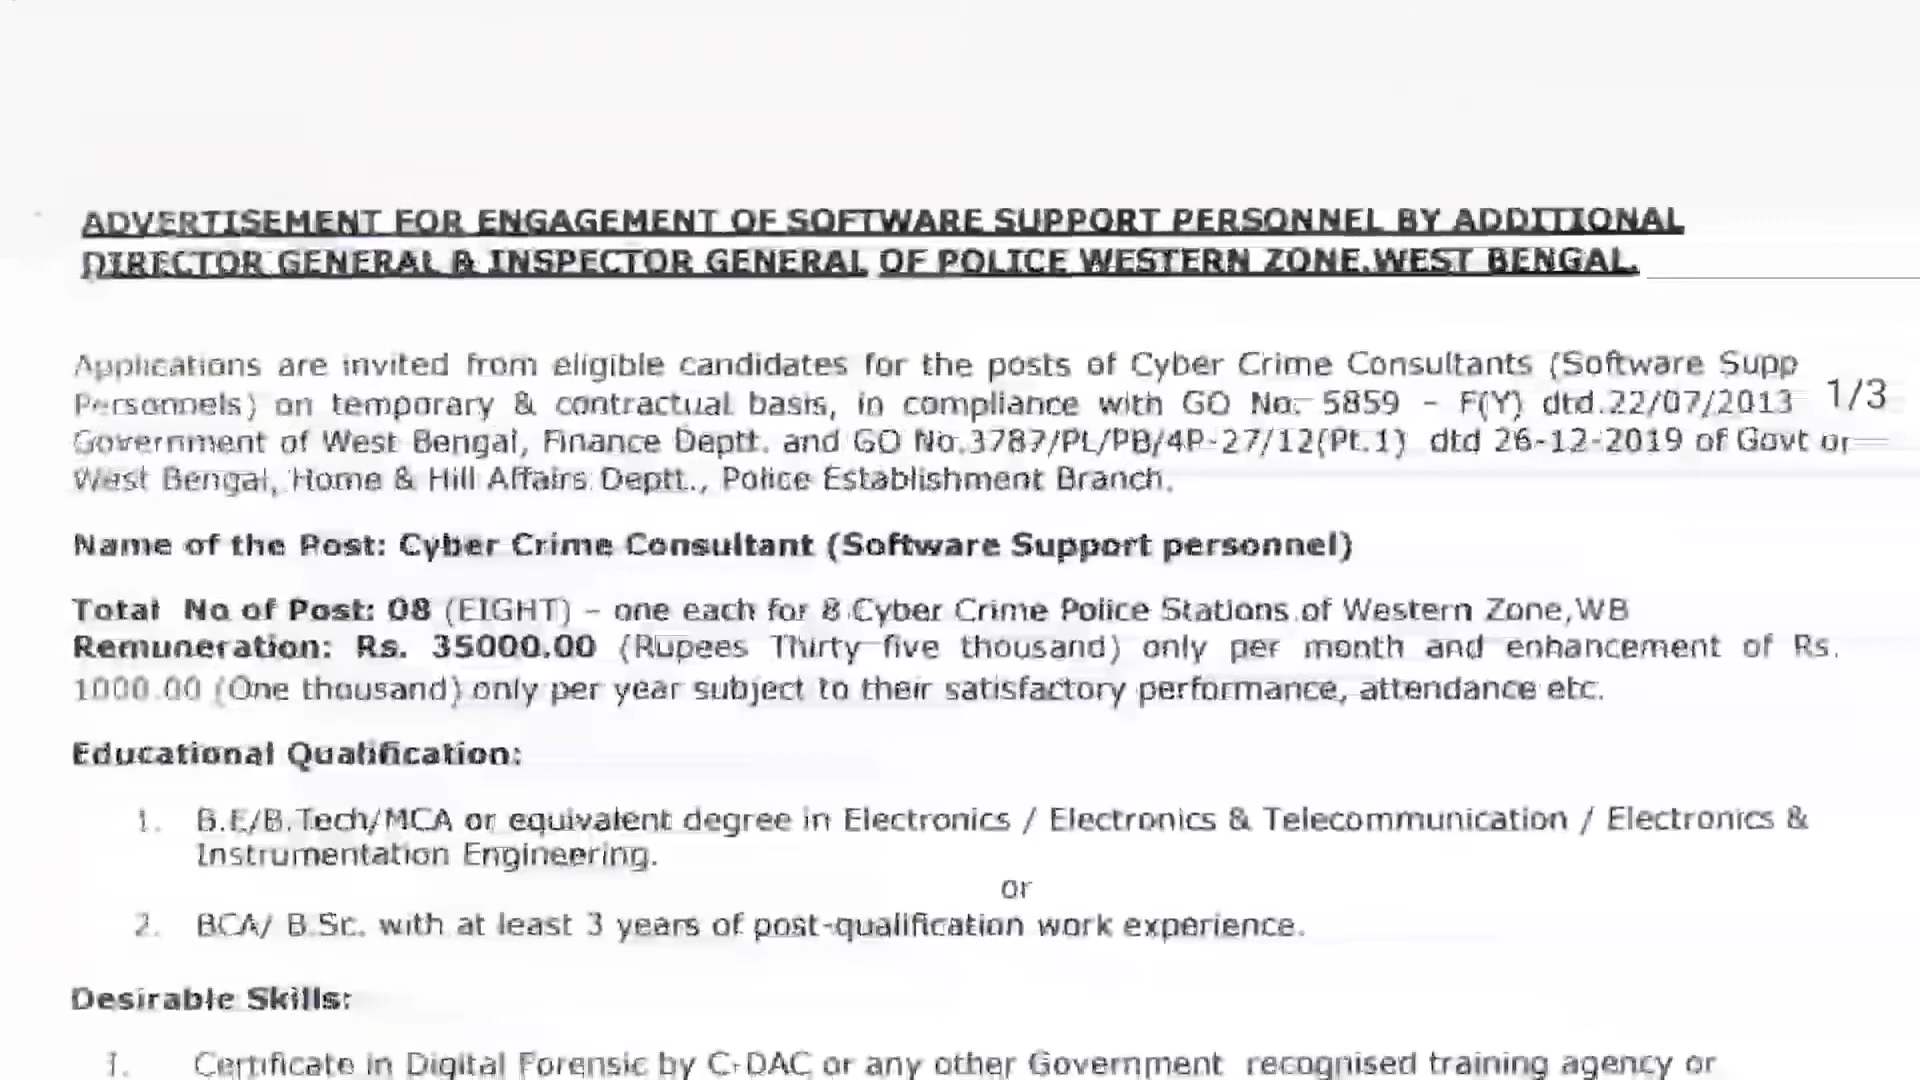 ADVERTISEMENT FOR ENGAGEMENT OF SOFTWARE SUPPORT PERSONNEL BY ADDITIONAL
DIRECTOR GENERAL & INSPECTOR GENERAL OF POLICE WESTERN ZONE,WEST BENGAL.
Applications are invited from eligible candidates for the posts of Cyber Crime Consultants (Software Supp
Personnels) on temporary & contractual basis, in compliance with GO No. 5859 – F(Y) dtd.22/07/2013
1/3
Government of West Bengal, Finance Deptt. and GO No.3787/PL/PB/4P-27/12(Pt.1) dtd 26-12-2019 of Govt or
West Bengal, Home & Hill Affairs Deptt., Police Establishment Branch.
Name of the Post: Cyber Crime Consultant (Software Support personnel)
Total No of Post: 08 (EIGHT) – one each for 8 Cyber Crime Police Stations of Western Zone,WB
Remuneration: Rs. 35000.00 (Rupees Thirty five thousand) only per month and enhancement of Rs.
1000.00 (One thousand) only per year subject to their satisfactory performance, attendance etc.
Educational Qualification:
1. B.E/B.Tech/MCA or equivalent degree in Electronics / Electronics & Telecommunication / Electronics &
Instrumentation Engineering.
or
2. BCA/ B.Sc. with at least 3 years of post-qualification work experience.
Desirable Skills:
1. Certificate in Digital Forensic by C-DAC or any other Government recognised training agency or